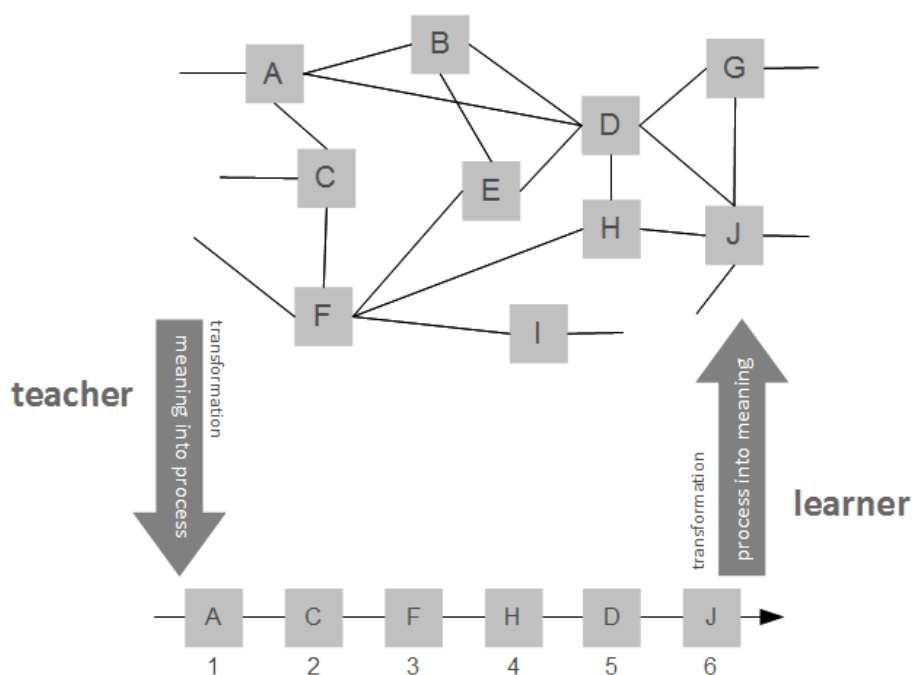 B
G
A
D
C
E
H
J
F
I
teacher
transformation
meaning into process
transformation
process into meaning
learner
A C F H D J
1 2 3 4 5 6